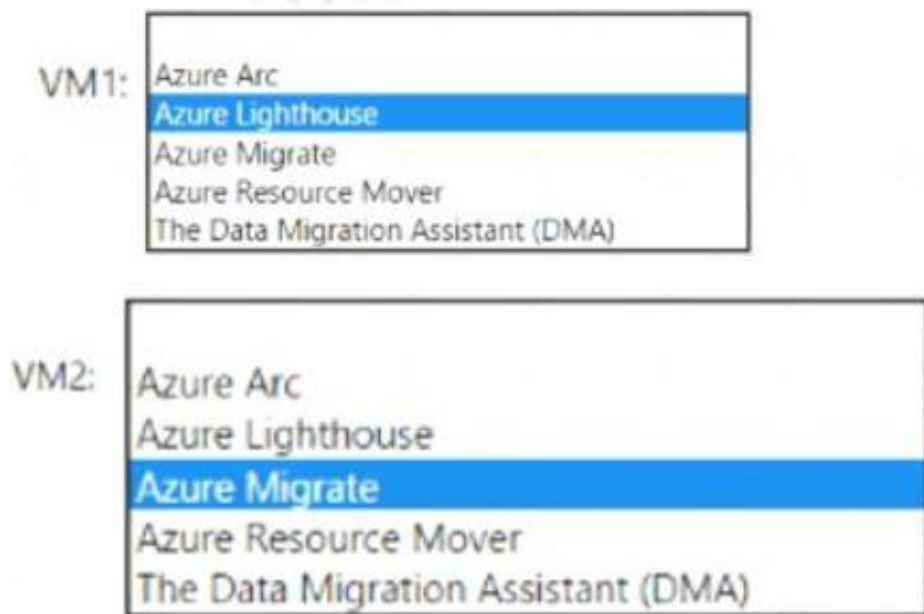 VM1:
Azure Arc
Azure Lighthouse
Azure Migrate
Azure Resource Mover
The Data Migration Assistant (DMA)
VM2:
Azure Arc
Azure Lighthouse
Azure Migrate
Azure Resource Mover
The Data Migration Assistant (DMA)